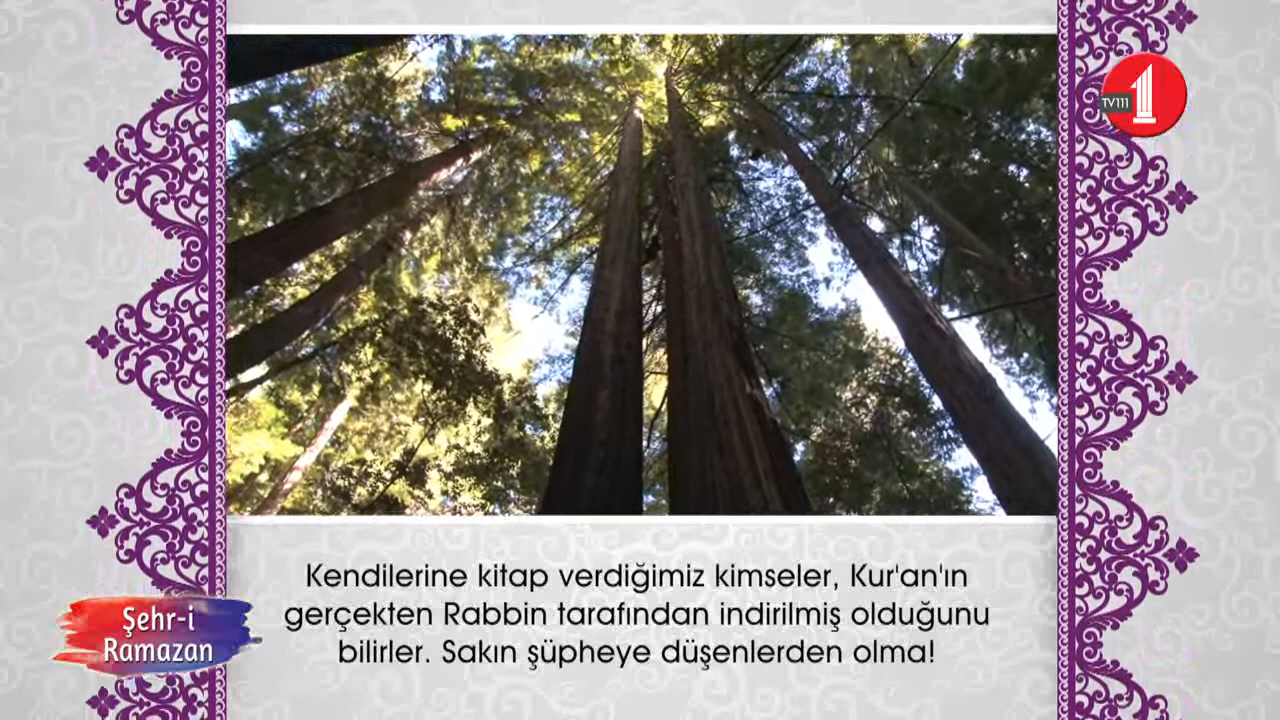 TV111
1
Kendilerine kitap verdiğimiz kimseler, Kur'an'ın
gerçekten Rabbin tarafından indirilmiş olduğunu
bilirler. Sakın şüpheye düşenlerden olma!
Şehr-i
Ramazan